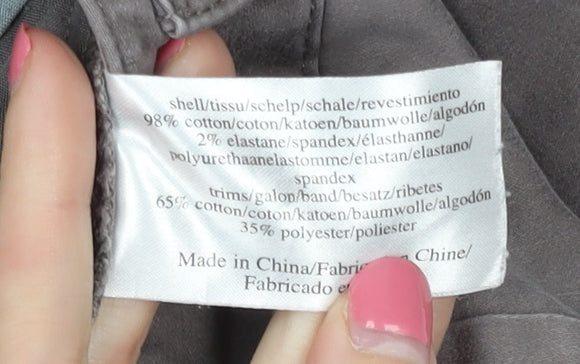 shell/tissu/schelp/schale/revestimiento
98% cotton/coton/katoen/baumwolle/algodón
2% elastane/spandex/élasthanne/
polyurethaanelastomme/elastan/elastano/
spandex
trims/galon/band/besatz/ribetes
65% cotton/coton/katoen/baumwolle/algodón
35% polyester/poliester
Made in China/ Chine/
Fabricado